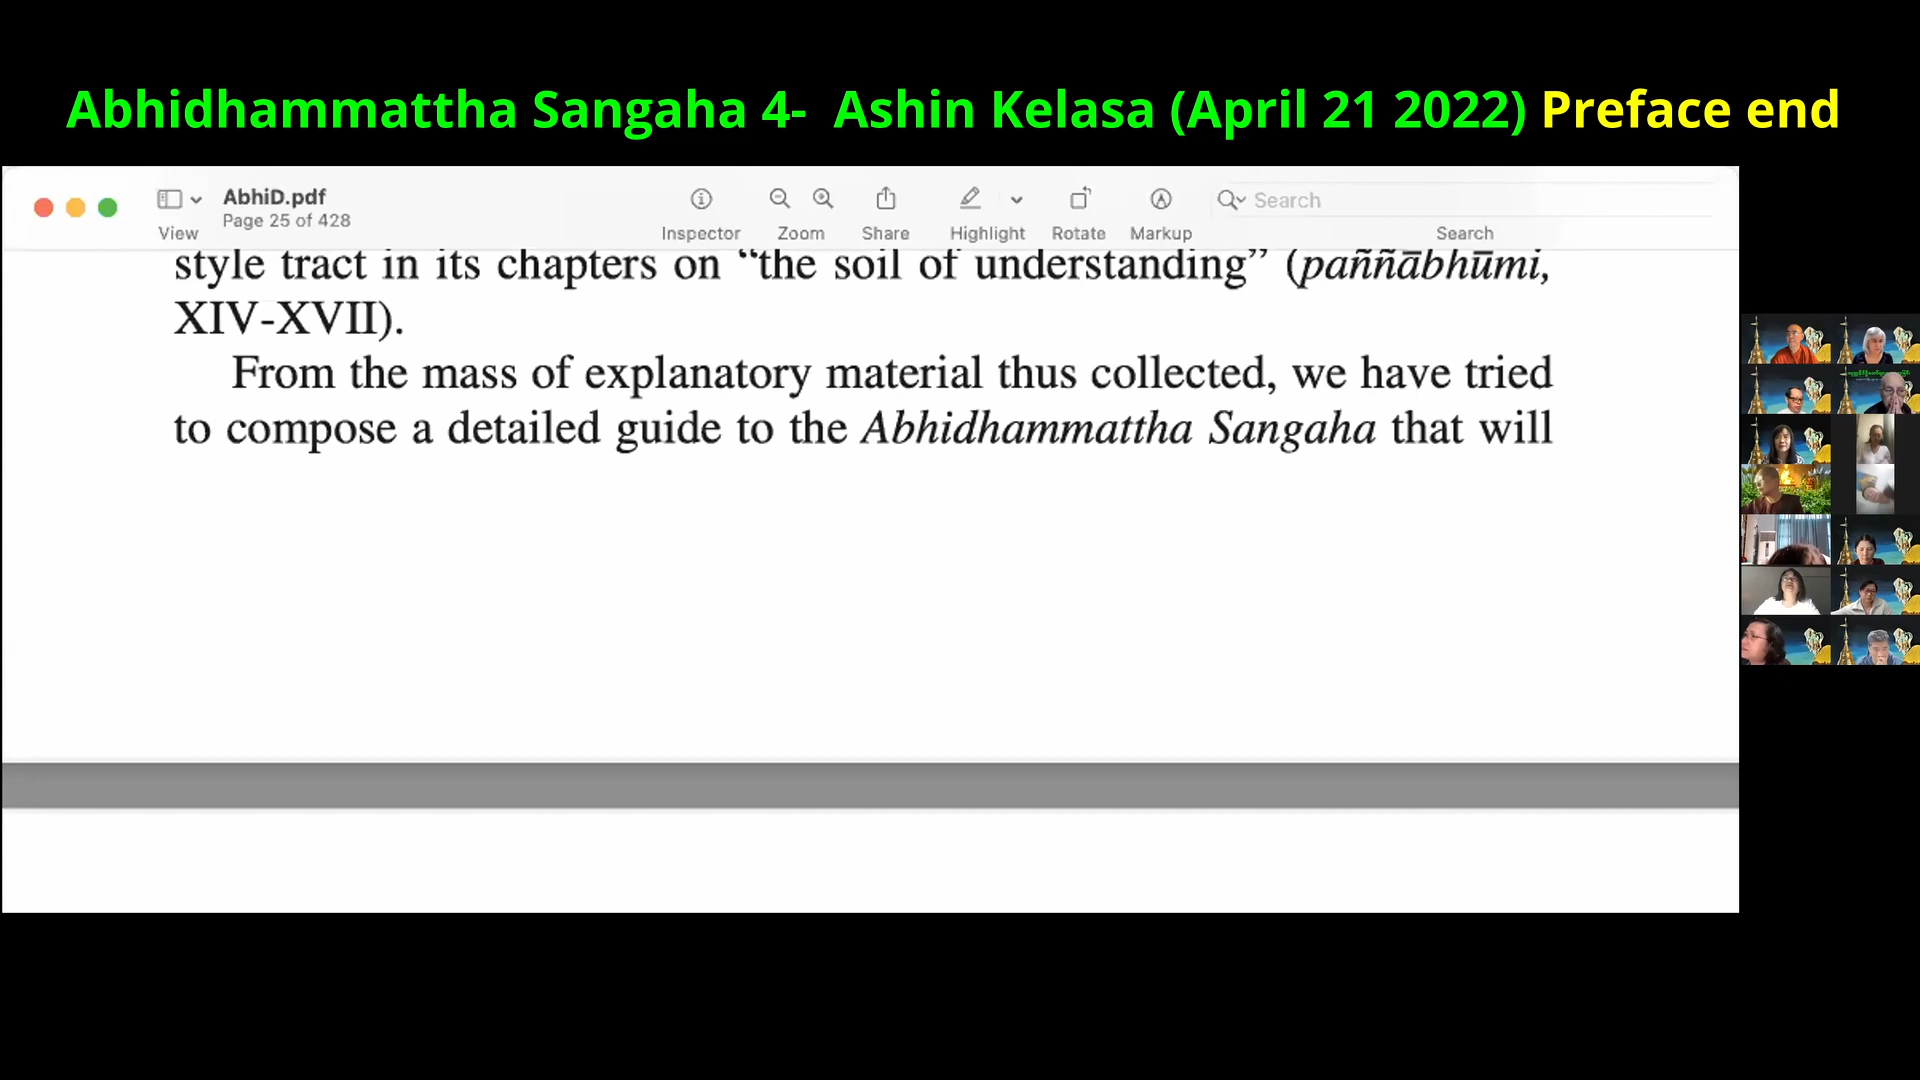 Abhidhammattha Sangaha 4- Ashin Kelasa (April 21 2022) Preface end
AbhiD.pdf
Page 25 of 428
View
Inspector
Zoom
Share
Highlight
Rotate
Markup
Search
Search
style tract in its chapters on “the soil of understanding” (paññābhūmi,
XIV-XVII).
From the mass of explanatory material thus collected, we have tried
to compose a detailed guide to the Abhidhammattha Sangaha that will